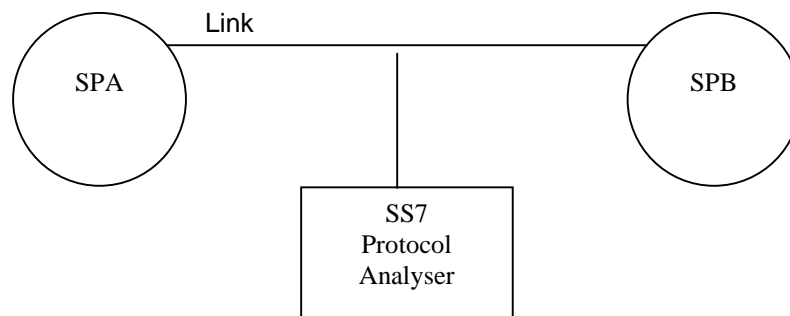 Link
SPA
SPB
SS7
Protocol
Analyser